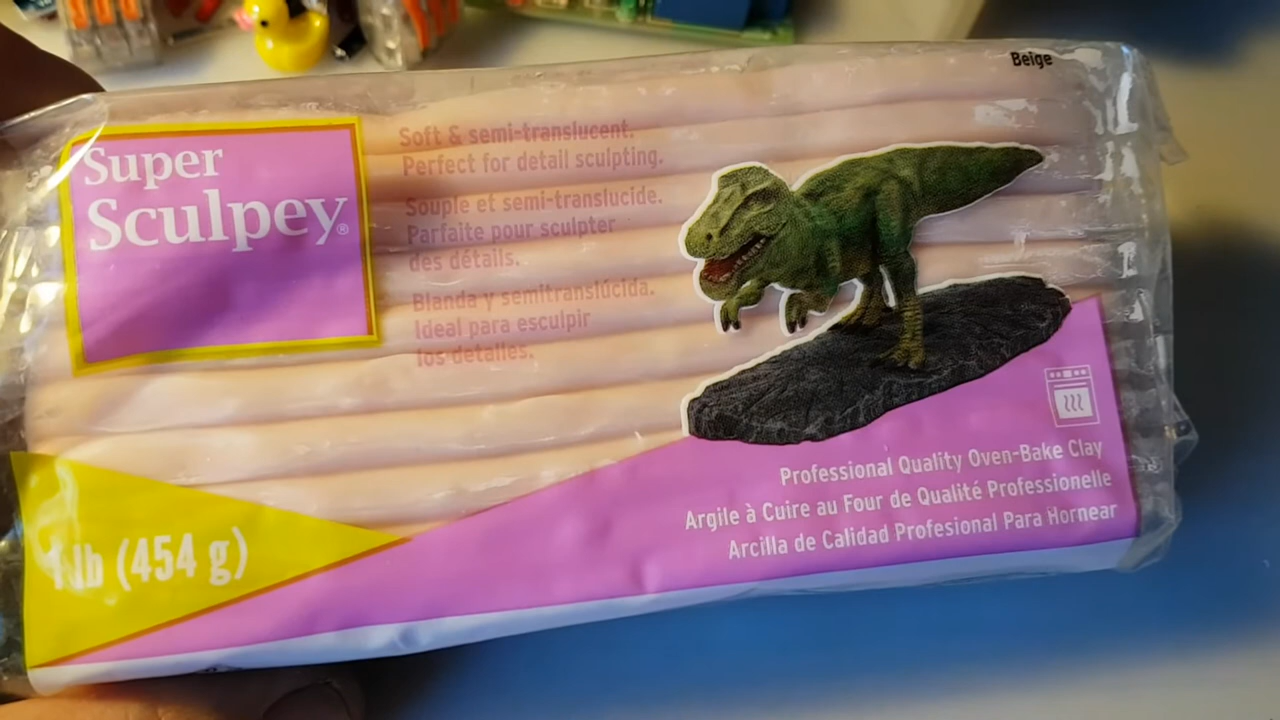 Beige
Super
Sculpey®
Soft & semi-translucent.
Perfect for detail sculpting.
Souple et semi-translucide.
Parfaite pour sculpter
des détails.
Blanda y semitranslúcida.
Ideal para esculpir
los detalles.
1 lb (454 g)
Professional Quality Oven-Bake Clay
Argile à Cuire au Four de Qualité Professionelle
Arcilla de Calidad Profesional Para Hornear